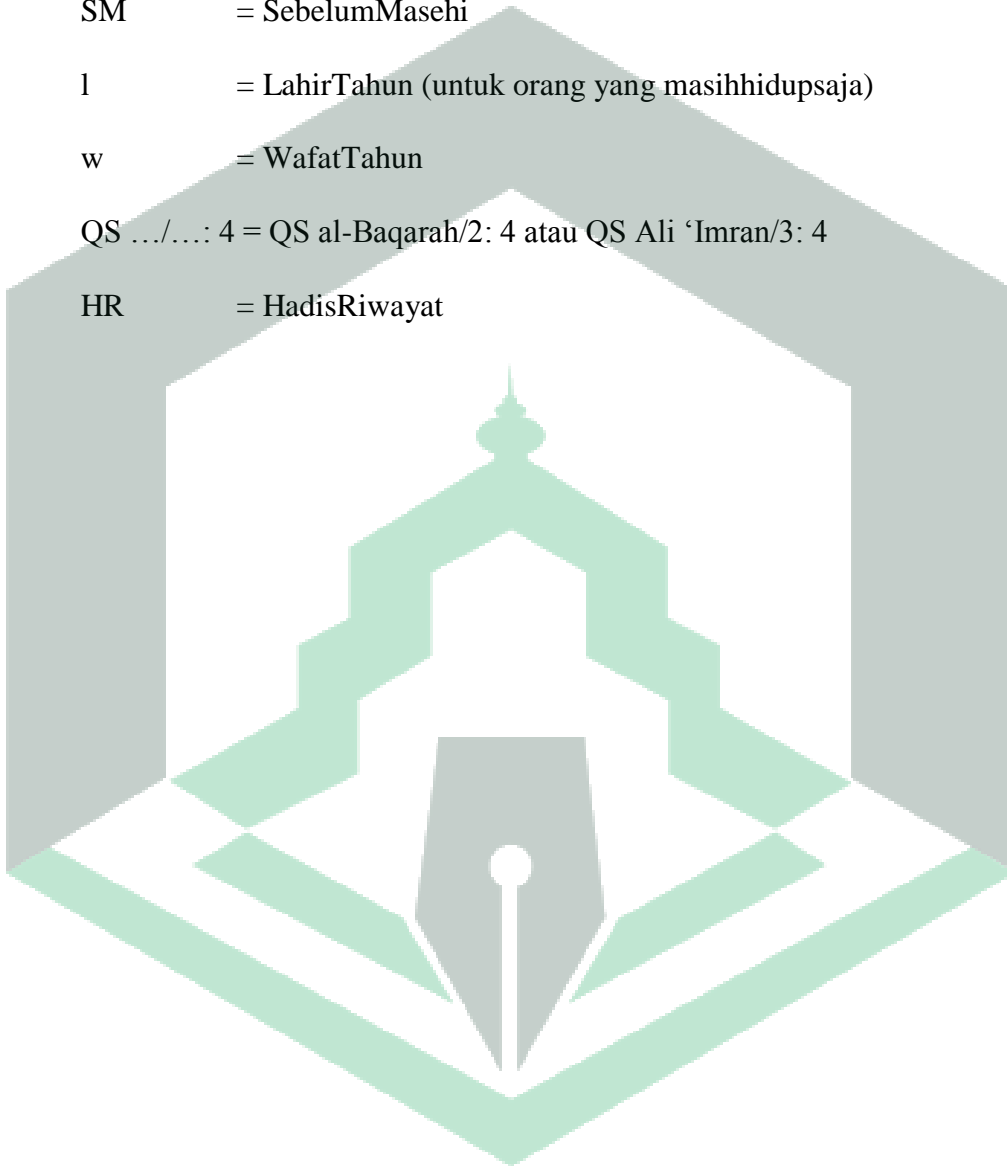 SM = SebelumMasehi
l = LahirTahun (untuk orang yang masihhidupsaja)
w = WafatTahun
QS …/…: 4 = QS al-Baqarah/2: 4 atau QS Ali ‘Imran/3: 4
HR = HadisRiwayat